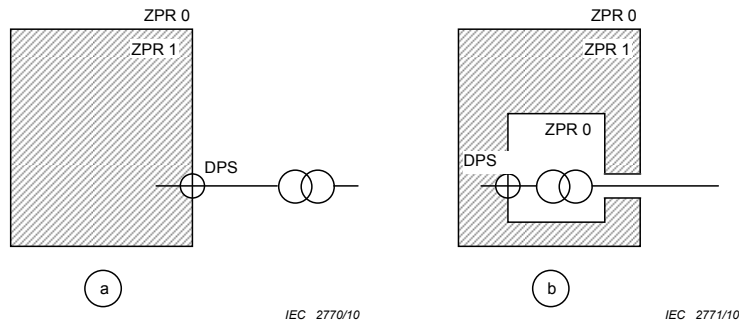 ZPR 0
ZPR 1
DPS
a
IEC 2770/10
ZPR 0
ZPR 1
ZPR 0
DPS
b
IEC 2771/10